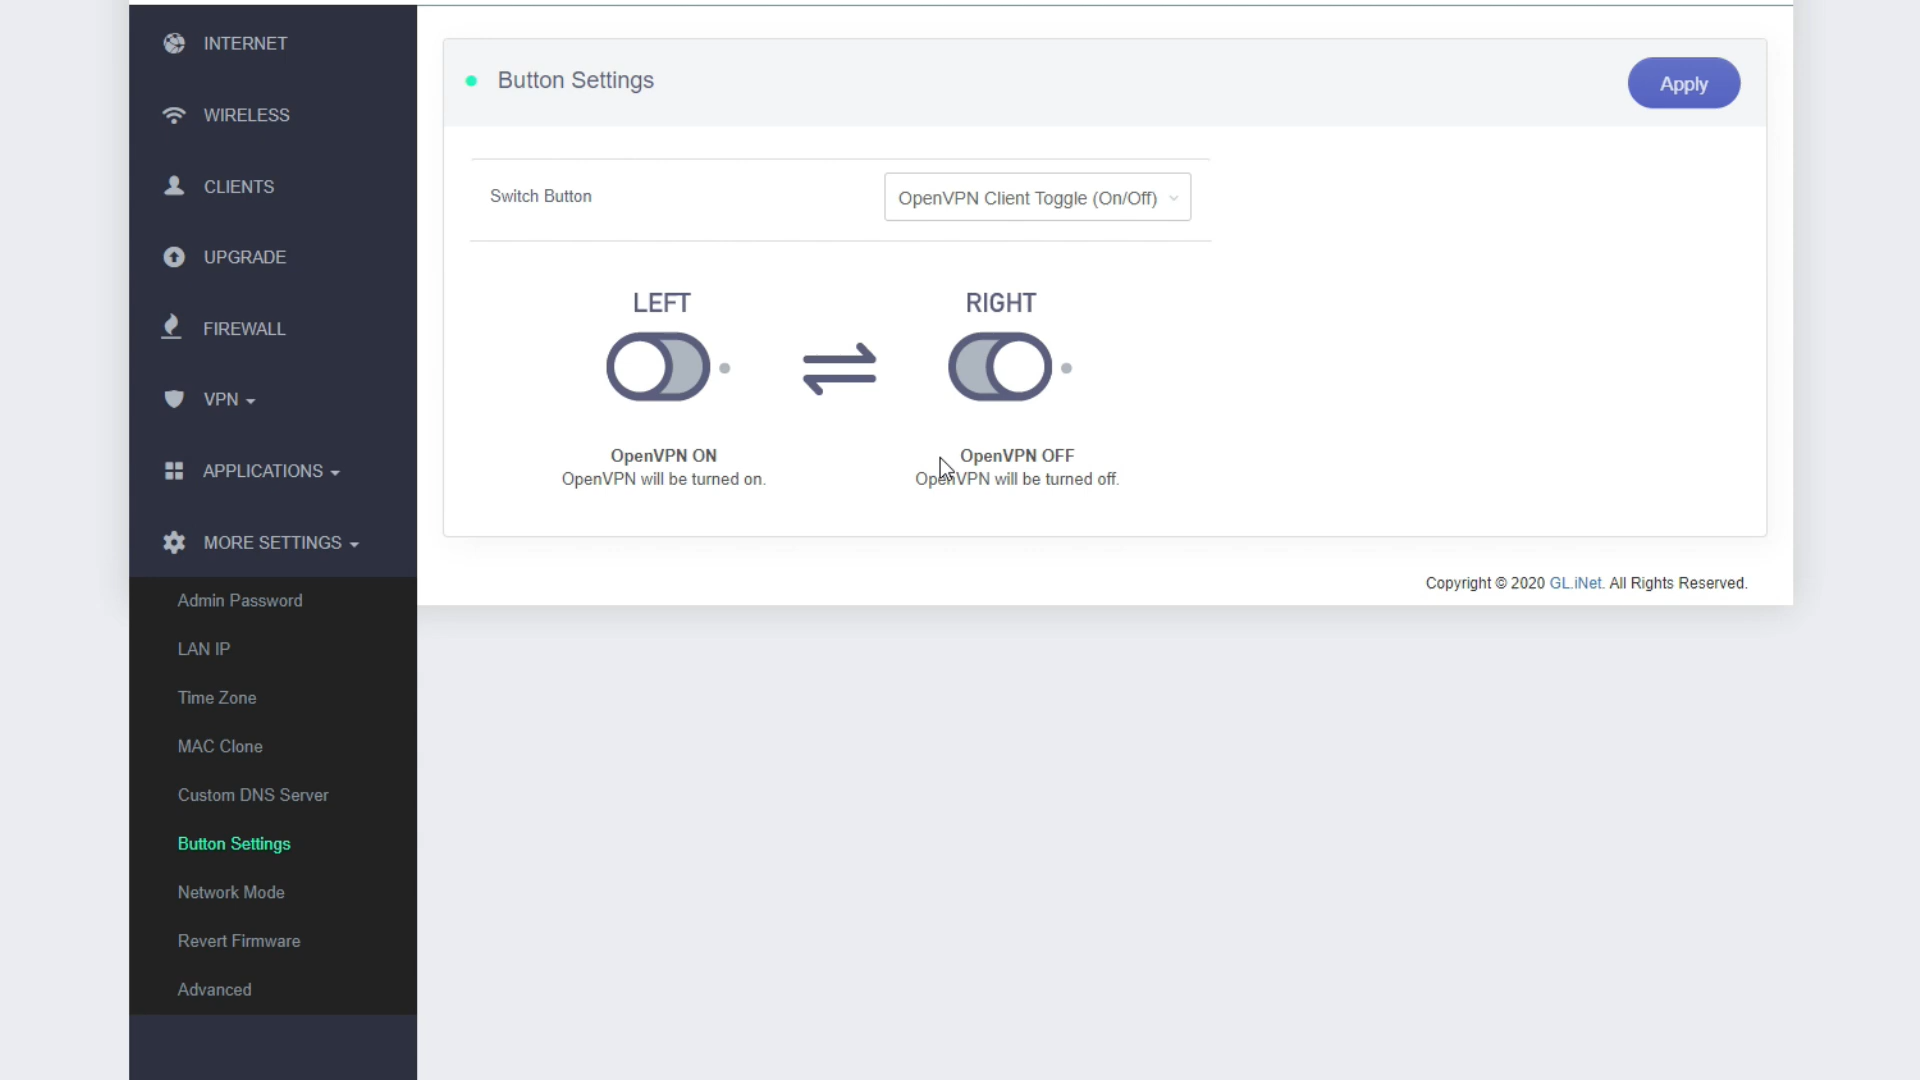 INTERNET
WIRELESS
CLIENTS
UPGRADE
FIREWALL
VPN
APPLICATIONS
MORE SETTINGS
Admin Password
LAN IP
Time Zone
MAC Clone
Custom DNS Server
Button Settings
Network Mode
Revert Firmware
Advanced
Button Settings
Apply
Switch Button
OpenVPN Client Toggle (On/Off)
LEFT
RIGHT
OpenVPN ON
OpenVPN will be turned on.
OpenVPN OFF
OpenVPN will be turned off.
Copyright © 2020 GL.iNet. All Rights Reserved.